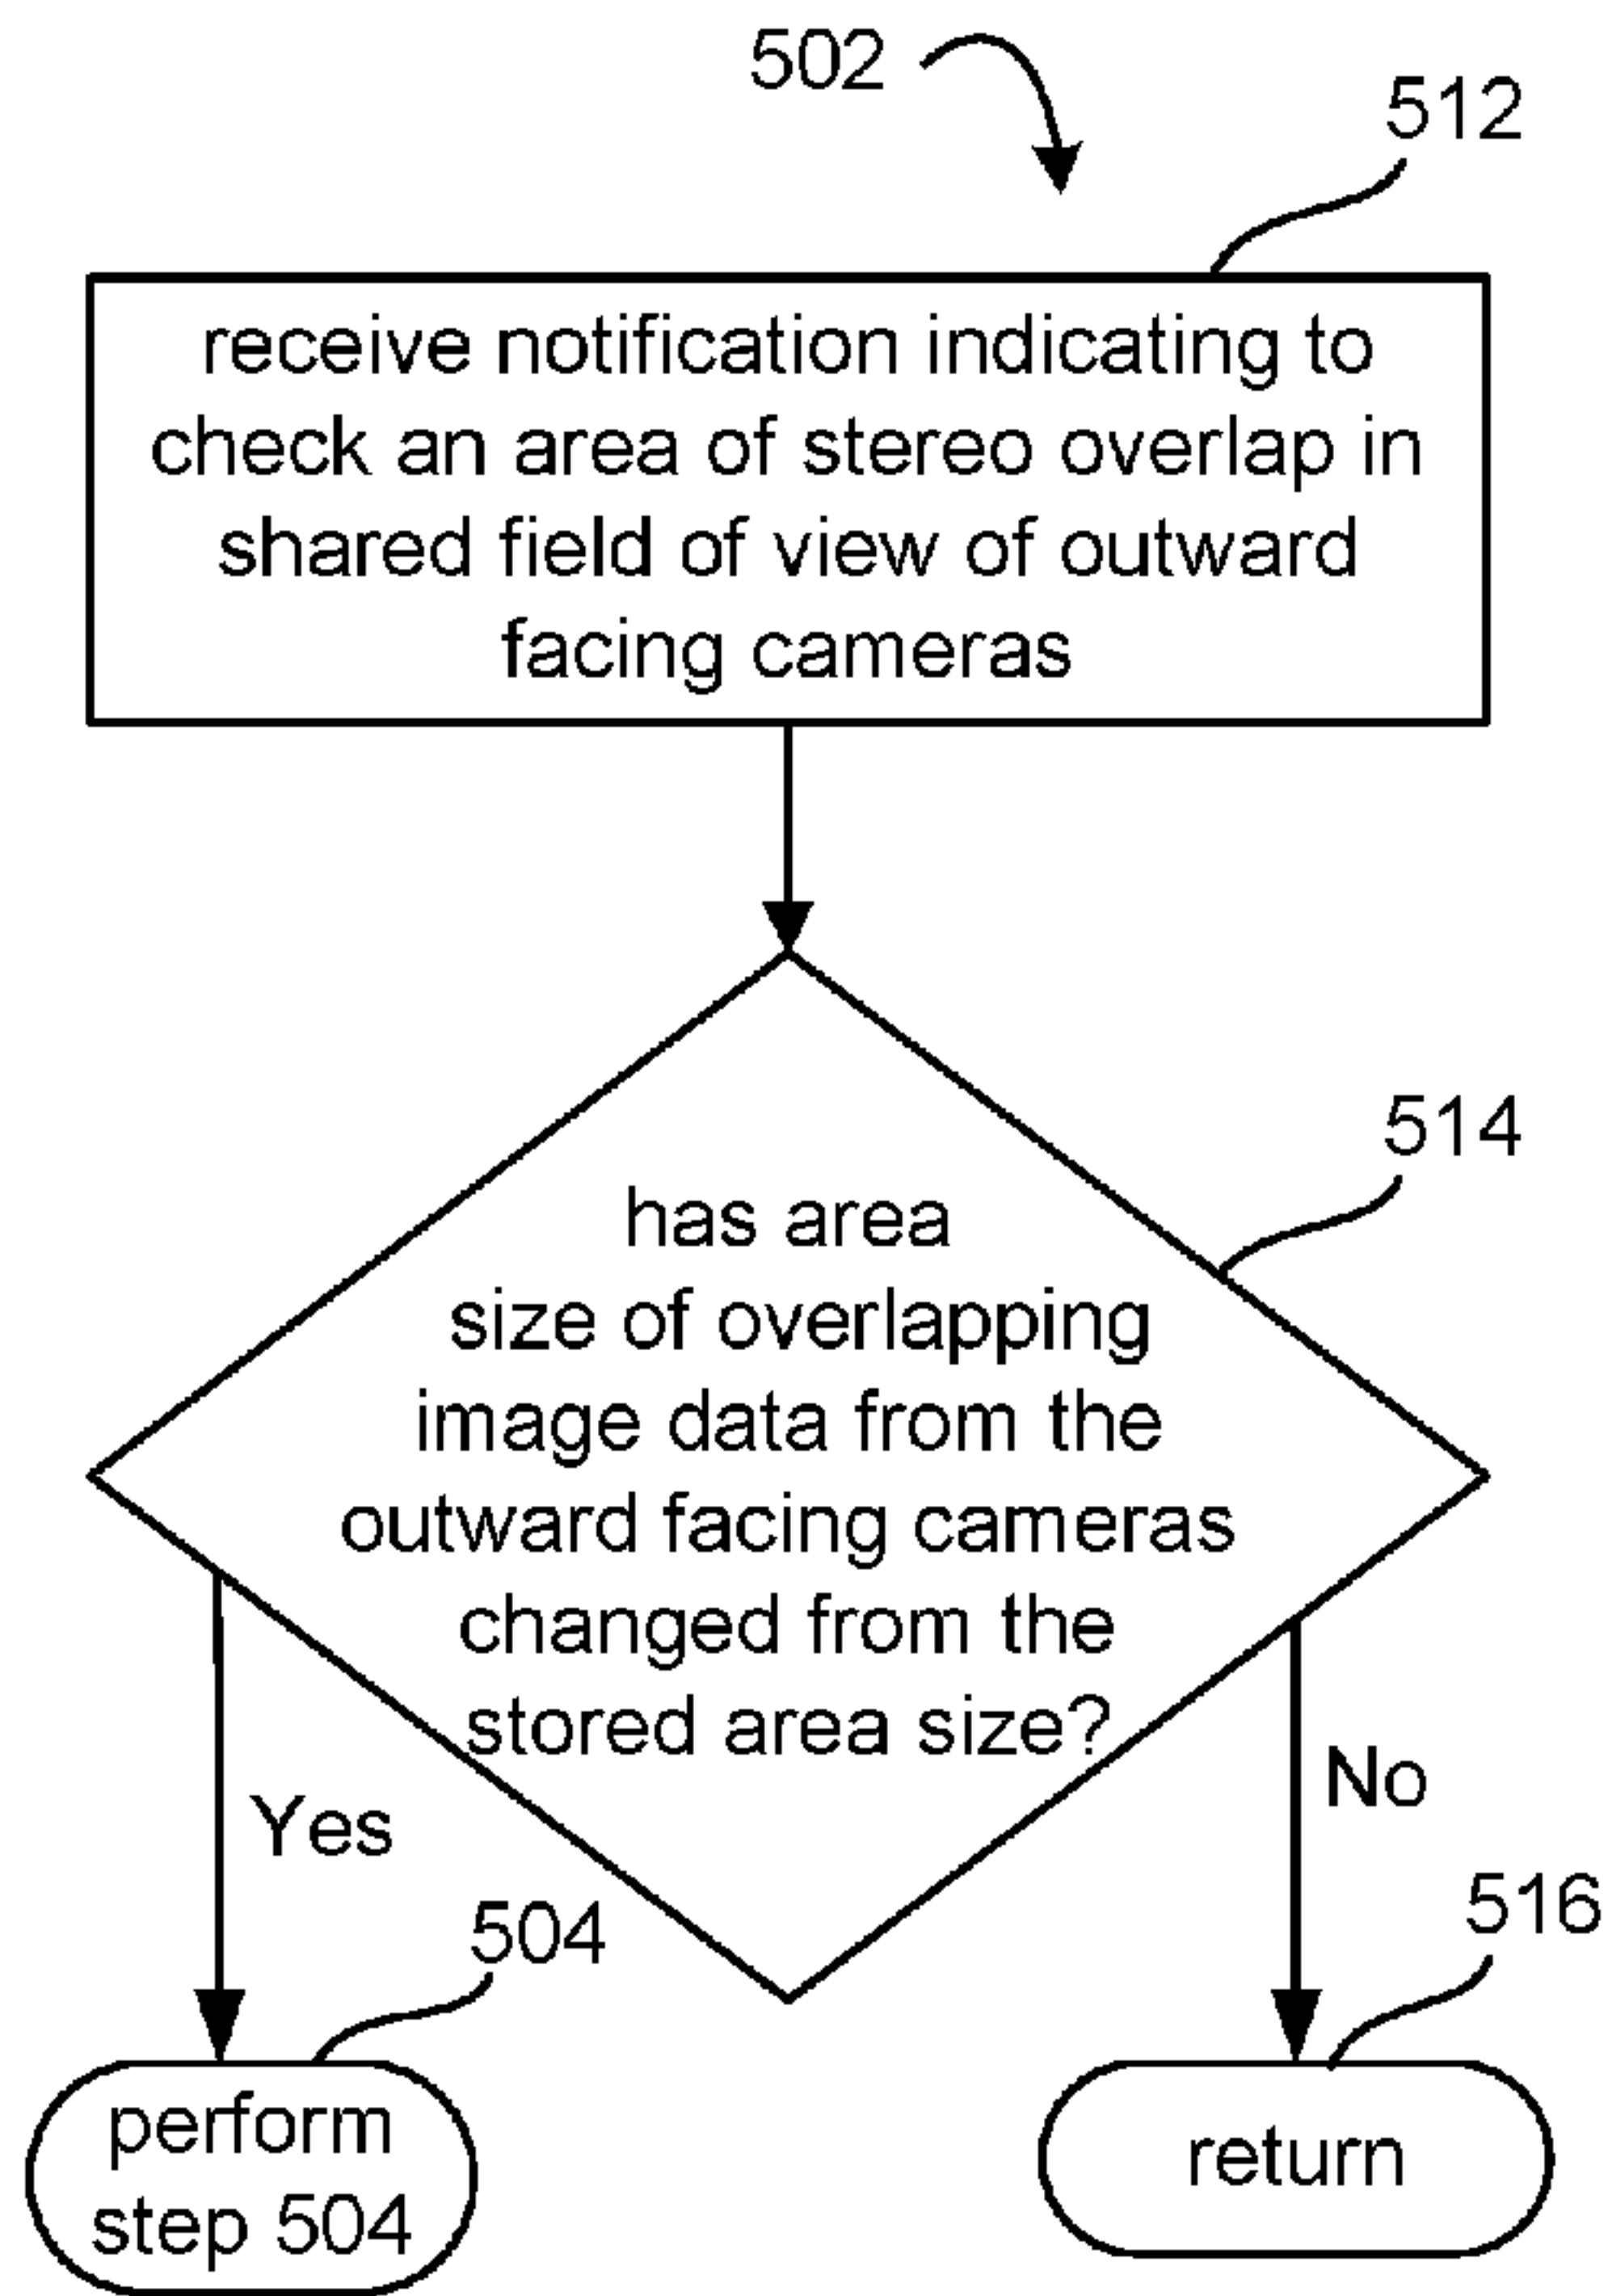 502
512
receive notification indicating to
check an area of stereo overlap in
shared field of view of outward
facing cameras
514
has area
size of overlapping
image data from the
outward facing cameras
changed from the
stored area size?
Yes
No
504
516
perform
step 504
return